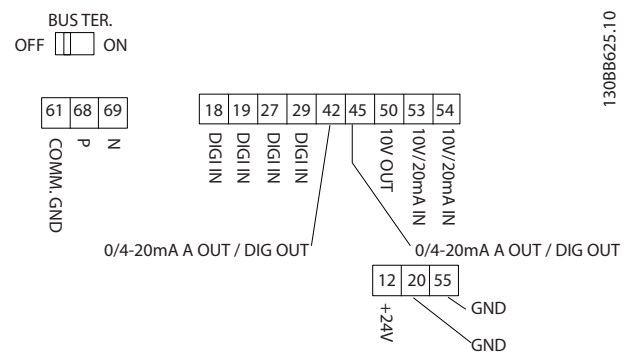 BUS TER.
OFF ON
130BB625.10
61 68 69
COMM. GND
P
N
18 19 27 29 42 45 50 53 54
DIGI IN
DIGI IN
DIGI IN
DIGI IN
10V OUT
10V/20mA IN
10V/20mA IN
0/4-20mA A OUT / DIG OUT
0/4-20mA A OUT / DIG OUT
12 20 55
+24V
GND
GND